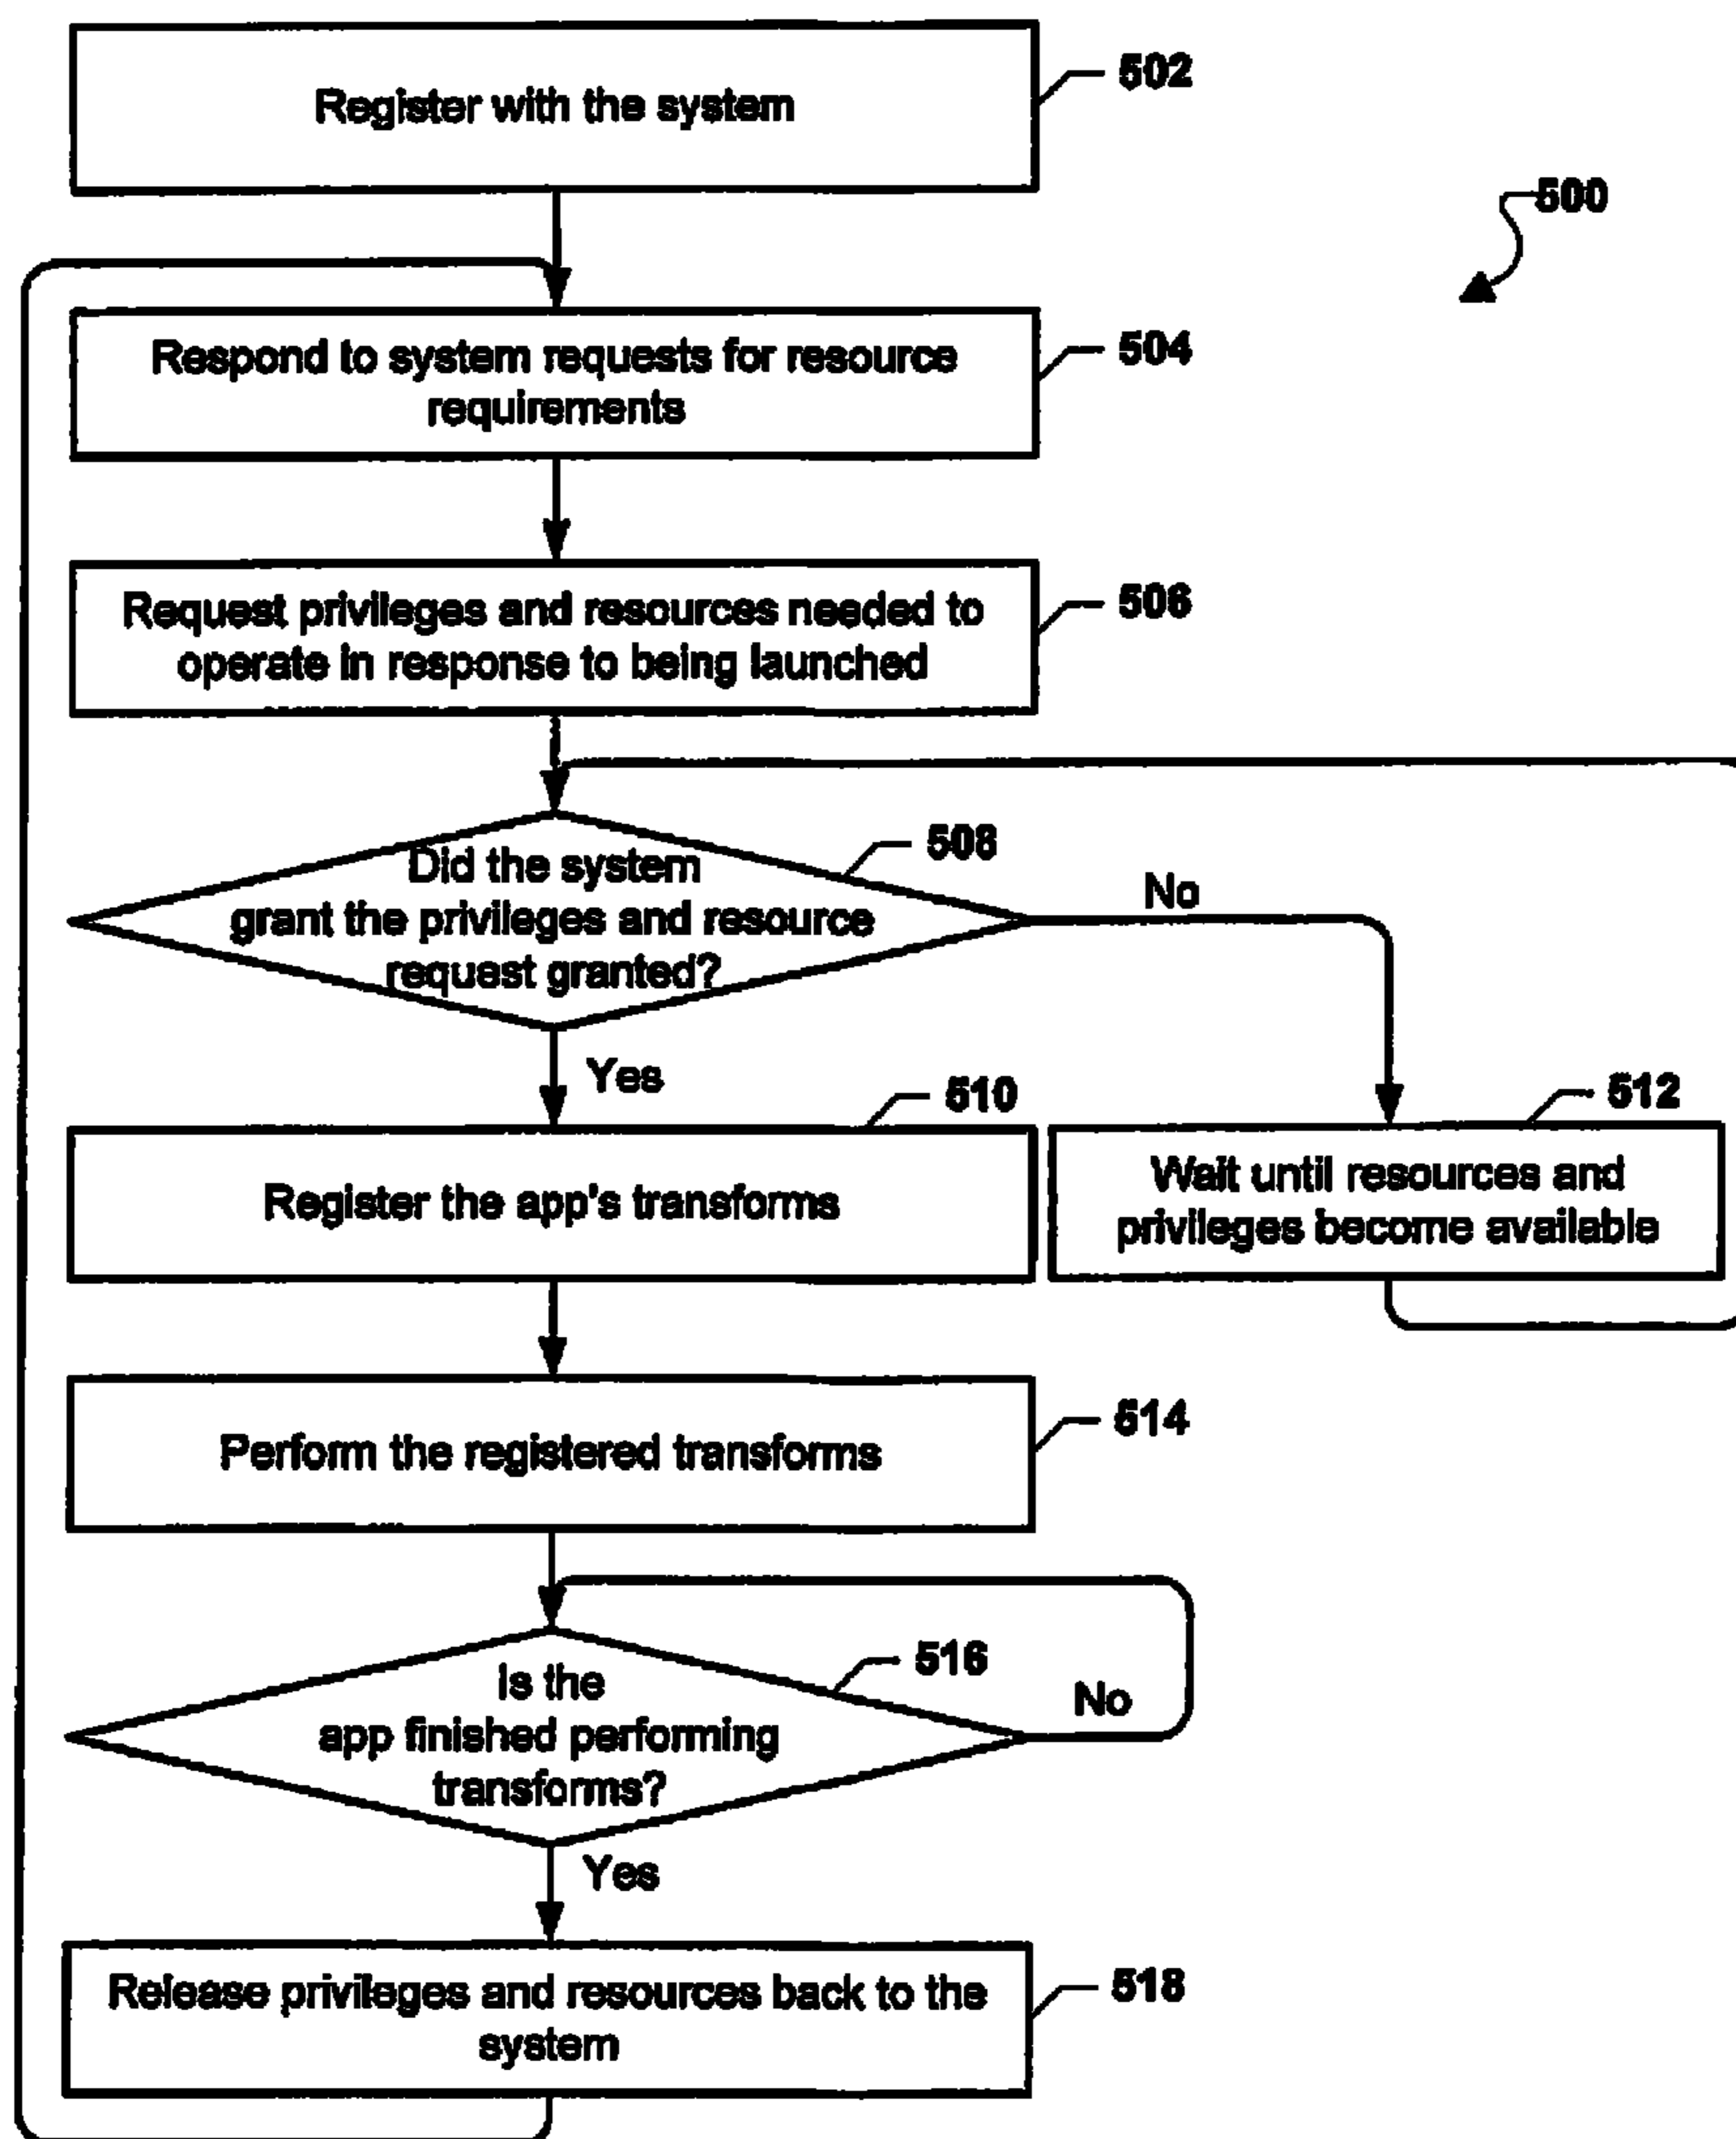 Register with the system
502
500
Respond to system requests for resource
requirements
504
Request privileges and resources needed to
operate in response to being launched
506
Did the system
grant the privileges and resource
request granted?
508
No
Yes
510
512
Register the app's transforms
Wait until resources and
privileges become available
Perform the registered transforms
514
Is the
app finished performing
transforms?
516
No
Yes
Release privileges and resources back to the
system
518